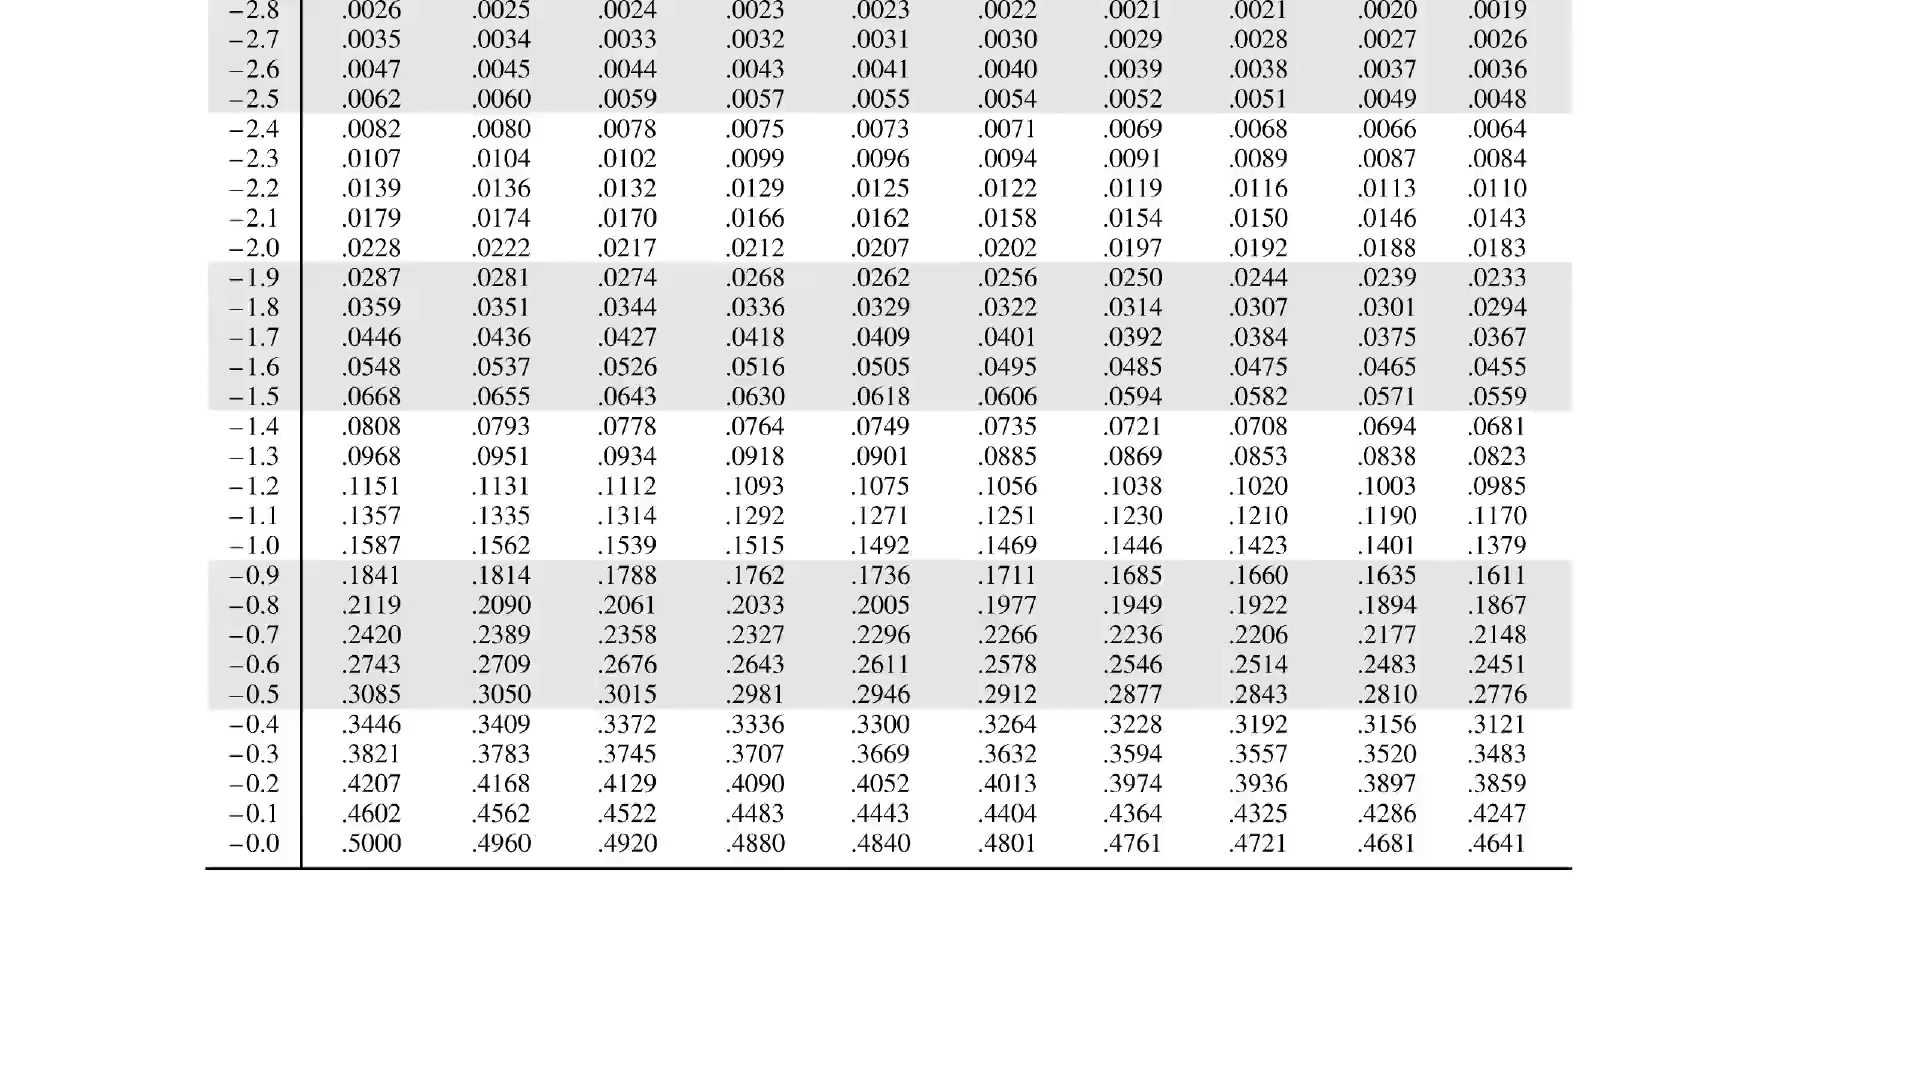 −2.8 .0026 .0025 .0024 .0023 .0023 .0022 .0021 .0021 .0020 .0019
−2.7 .0035 .0034 .0033 .0032 .0031 .0030 .0029 .0028 .0027 .0026
−2.6 .0047 .0045 .0044 .0043 .0041 .0040 .0039 .0038 .0037 .0036
−2.5 .0062 .0060 .0059 .0057 .0055 .0054 .0052 .0051 .0049 .0048
−2.4 .0082 .0080 .0078 .0075 .0073 .0071 .0069 .0068 .0066 .0064
−2.3 .0107 .0104 .0102 .0099 .0096 .0094 .0091 .0089 .0087 .0084
−2.2 .0139 .0136 .0132 .0129 .0125 .0122 .0119 .0116 .0113 .0110
−2.1 .0179 .0174 .0170 .0166 .0162 .0158 .0154 .0150 .0146 .0143
−2.0 .0228 .0222 .0217 .0212 .0207 .0202 .0197 .0192 .0188 .0183
−1.9 .0287 .0281 .0274 .0268 .0262 .0256 .0250 .0244 .0239 .0233
−1.8 .0359 .0351 .0344 .0336 .0329 .0322 .0314 .0307 .0301 .0294
−1.7 .0446 .0436 .0427 .0418 .0409 .0401 .0392 .0384 .0375 .0367
−1.6 .0548 .0537 .0526 .0516 .0505 .0495 .0485 .0475 .0465 .0455
−1.5 .0668 .0655 .0643 .0630 .0618 .0606 .0594 .0582 .0571 .0559
−1.4 .0808 .0793 .0778 .0764 .0749 .0735 .0721 .0708 .0694 .0681
−1.3 .0968 .0951 .0934 .0918 .0901 .0885 .0869 .0853 .0838 .0823
−1.2 .1151 .1131 .1112 .1093 .1075 .1056 .1038 .1020 .1003 .0985
−1.1 .1357 .1335 .1314 .1292 .1271 .1251 .1230 .1210 .1190 .1170
−1.0 .1587 .1562 .1539 .1515 .1492 .1469 .1446 .1423 .1401 .1379
−0.9 .1841 .1814 .1788 .1762 .1736 .1711 .1685 .1660 .1635 .1611
−0.8 .2119 .2090 .2061 .2033 .2005 .1977 .1949 .1922 .1894 .1867
−0.7 .2420 .2389 .2358 .2327 .2296 .2266 .2236 .2206 .2177 .2148
−0.6 .2743 .2709 .2676 .2643 .2611 .2578 .2546 .2514 .2483 .2451
−0.5 .3085 .3050 .3015 .2981 .2946 .2912 .2877 .2843 .2810 .2776
−0.4 .3446 .3409 .3372 .3336 .3300 .3264 .3228 .3192 .3156 .3121
−0.3 .3821 .3783 .3745 .3707 .3669 .3632 .3594 .3557 .3520 .3483
−0.2 .4207 .4168 .4129 .4090 .4052 .4013 .3974 .3936 .3897 .3859
−0.1 .4602 .4562 .4522 .4483 .4443 .4404 .4364 .4325 .4286 .4247
−0.0 .5000 .4960 .4920 .4880 .4840 .4801 .4761 .4721 .4681 .4641